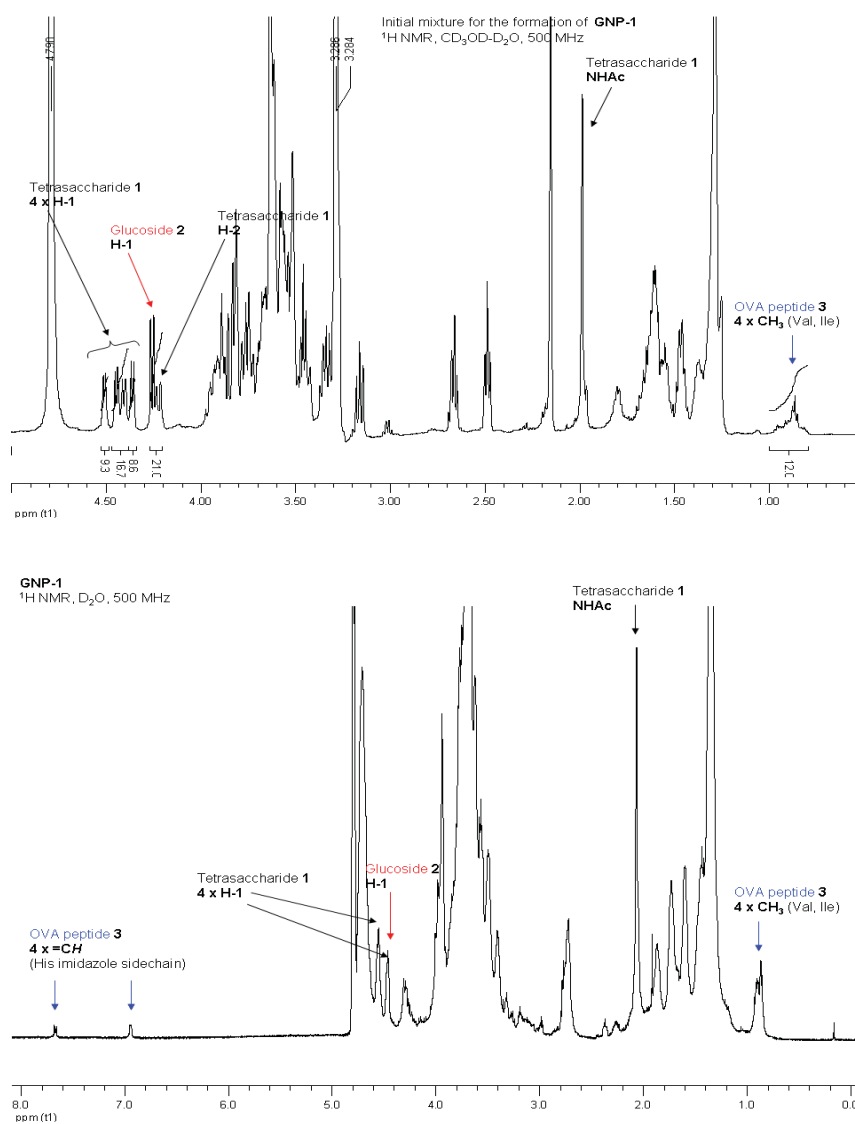 Initial mixture for the formation of GNP-1
¹H NMR, CD₃OD-D₂O, 500 MHz
4.790
3.286
3.284
Tetrasaccharide 1
NHAc
Tetrasaccharide 1
4 x H-1
Glucoside 2
H-1
Tetrasaccharide 1
H-2
OVA peptide 3
4 x CH₃ (Val, Ile)
9.3
16.7
8.6
21.0
12.0
4.50
4.00
3.50
3.00
2.50
2.00
1.50
1.00
ppm (t1)
GNP-1
¹H NMR, D₂O, 500 MHz
Tetrasaccharide 1
NHAc
Tetrasaccharide 1
4 x H-1
Glucoside 2
H-1
OVA peptide 3
4 x CH₃ (Val, Ile)
OVA peptide 3
4 x =CH
(His imidazole sidechain)
8.0
7.0
6.0
5.0
4.0
3.0
2.0
1.0
0.0
ppm (t1)